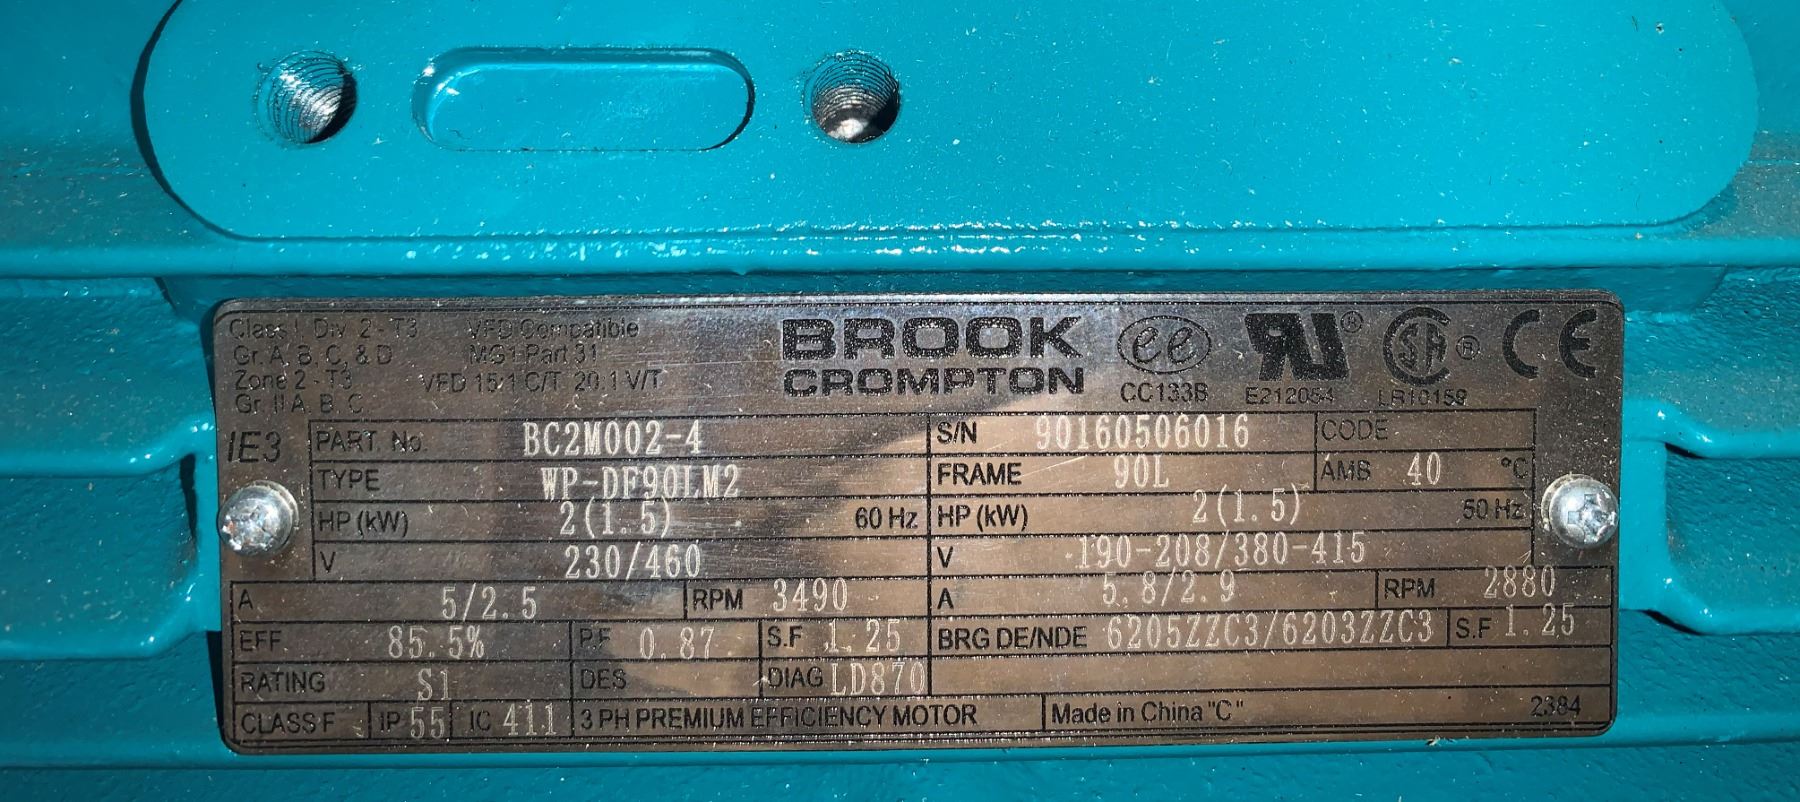 Class I, Div. 2 - T3 VFD Compatible
Gr. A, B, C, & D MG1 Part 31
Zone 2 - T3 VFD 15:1 C/T 20:1 V/T
Gr. II A, B, C
BROOK
CROMPTON
ee
CC133B
RU®
E212054
SA®
LR10159
CE
IE3
PART. No. BC2M002-4 S/N 90160506016 CODE
TYPE WP-DF90LM2 FRAME 90L AMB 40 °C
HP (kW) 2(1.5) 60 Hz HP (kW) 2(1.5) 50 Hz
V 230/460 V 190-208/380-415
A 5/2.5 RPM 3490 A 5.8/2.9 RPM 2880
EFF 85.5% P.F 0.87 S.F 1.25 BRG DE/NDE 6205ZZC3/6203ZZC3 S.F 1.25
RATING S1 DES DIAG LD870
CLASS F IP 55 IC 411 3 PH PREMIUM EFFICIENCY MOTOR Made in China "C" 2384